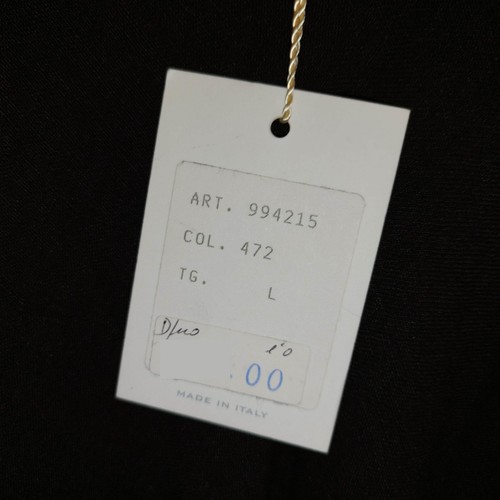 ART. 994215
COL. 472
TG. L
00
MADE IN ITALY